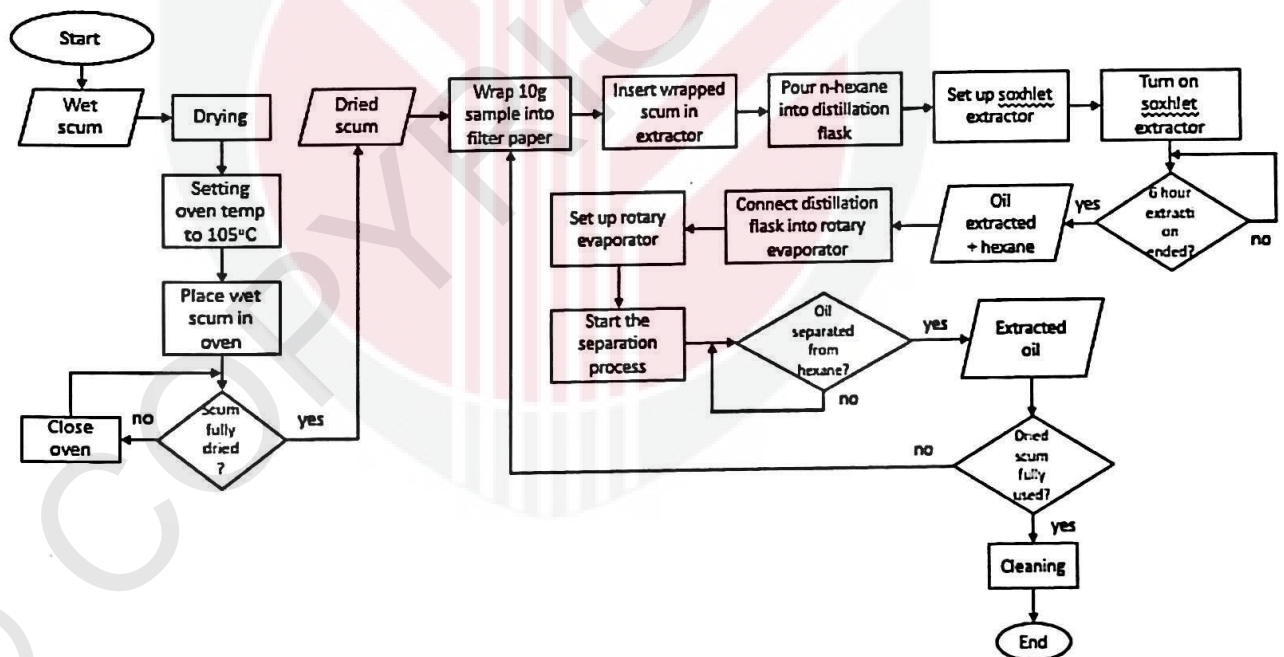 Start
Wet
scum
Drying
Setting
oven temp
to 105°C
Place wet
scum in
oven
Scum
fully
dried
?
no
Close
oven
yes
Dried
scum
Wrap 10g
sample into
filter paper
Insert wrapped
scum in
extractor
Pour n-hexane
into distillation
flask
Set up soxhlet
extractor
Turn on
soxhlet
extractor
6 hour
extracti
on
ended?
no
yes
Oil
extracted
+ hexane
Connect distillation
flask into rotary
evaporator
Set up rotary
evaporator
Start the
separation
process
Oil
separated
from
hexane?
no
yes
Extracted
oil
Dried
scum
fully
used?
no
yes
Cleaning
End
COPYRIG